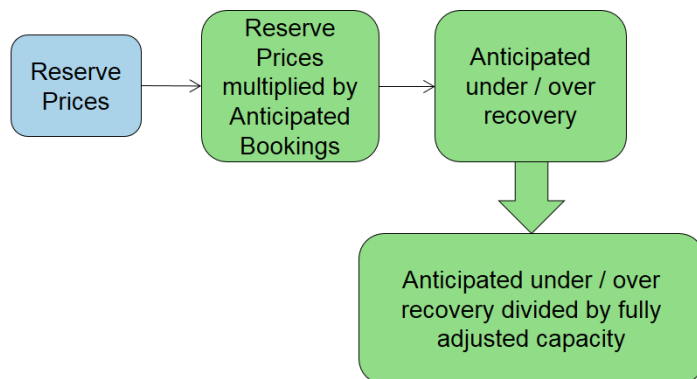 Reserve
Prices
Reserve
Prices
multiplied by
Anticipated
Bookings
Anticipated
under / over
recovery
Anticipated under / over
recovery divided by fully
adjusted capacity